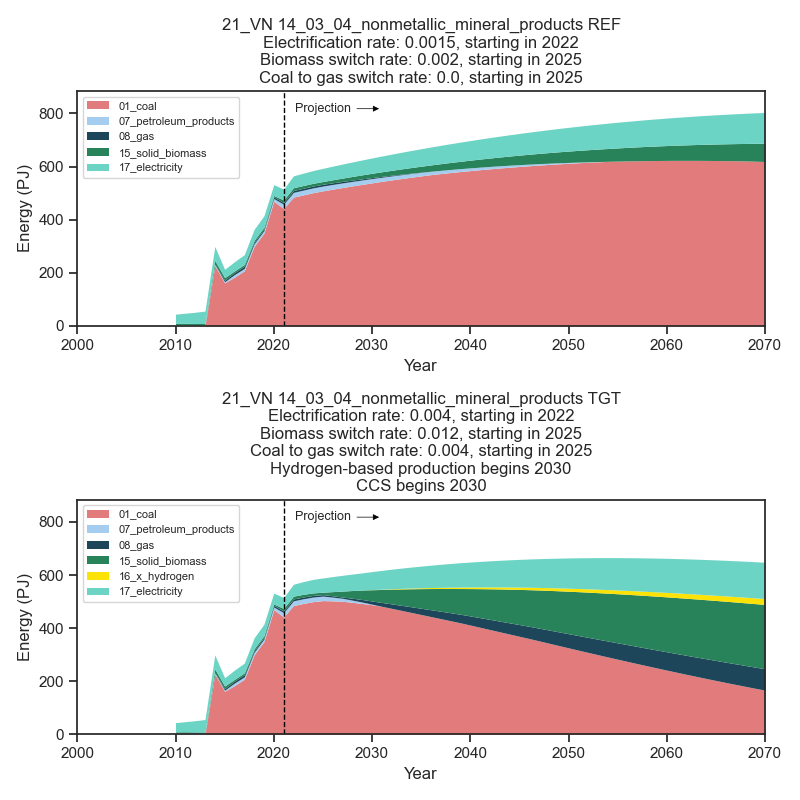 21_VN 14_03_04_nonmetallic_mineral_products REF
Electrification rate: 0.0015, starting in 2022
Biomass switch rate: 0.002, starting in 2025
Coal to gas switch rate: 0.0, starting in 2025
01_coal
07_petroleum_products
08_gas
15_solid_biomass
17_electricity
Projection
800
600
400
200
0
Energy (PJ)
2000 2010 2020 2030 2040 2050 2060 2070
Year
21_VN 14_03_04_nonmetallic_mineral_products TGT
Electrification rate: 0.004, starting in 2022
Biomass switch rate: 0.012, starting in 2025
Coal to gas switch rate: 0.004, starting in 2025
Hydrogen-based production begins 2030
CCS begins 2030
01_coal
07_petroleum_products
08_gas
15_solid_biomass
16_x_hydrogen
17_electricity
Projection
800
600
400
200
0
Energy (PJ)
2000 2010 2020 2030 2040 2050 2060 2070
Year